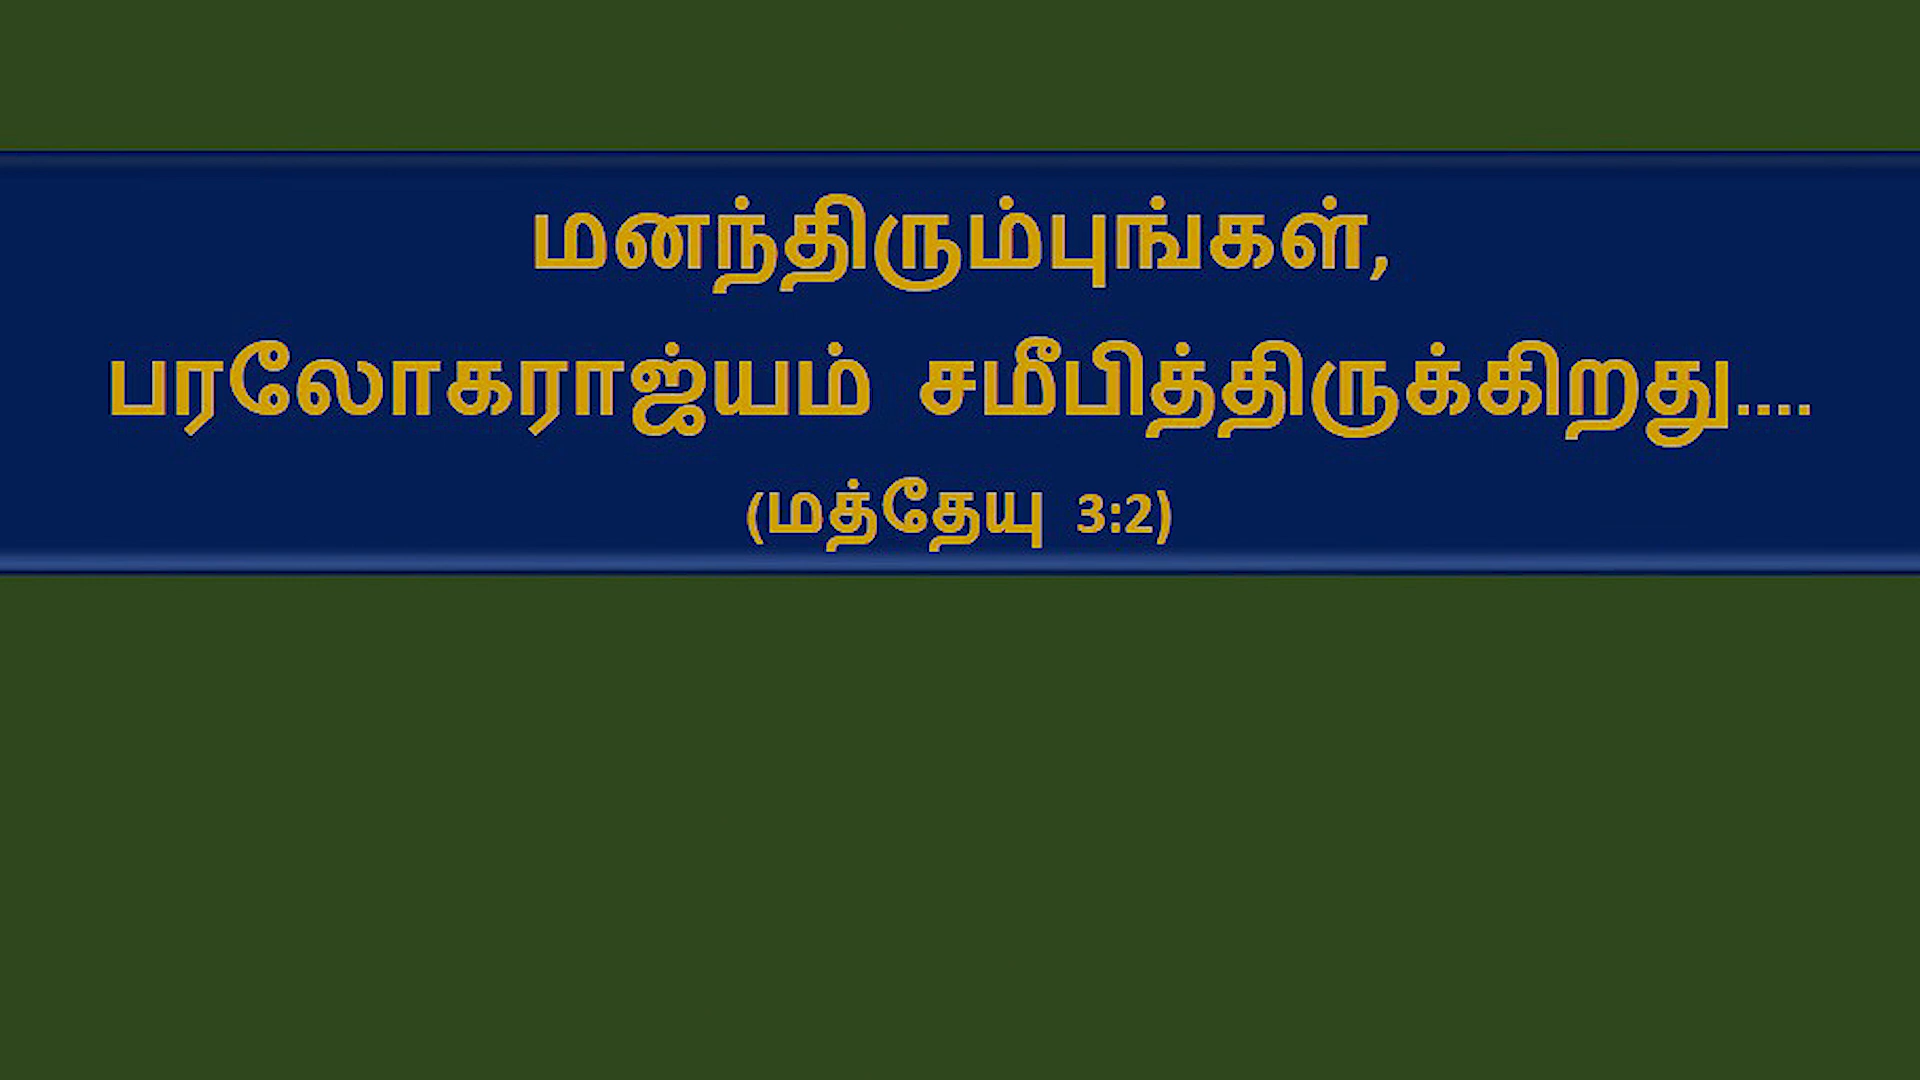 மனந்திரும்புங்கள்,
பரலோகராஜ்யம் சமீபித்திருக்கிறது....
(மத்தேயு 3:2)